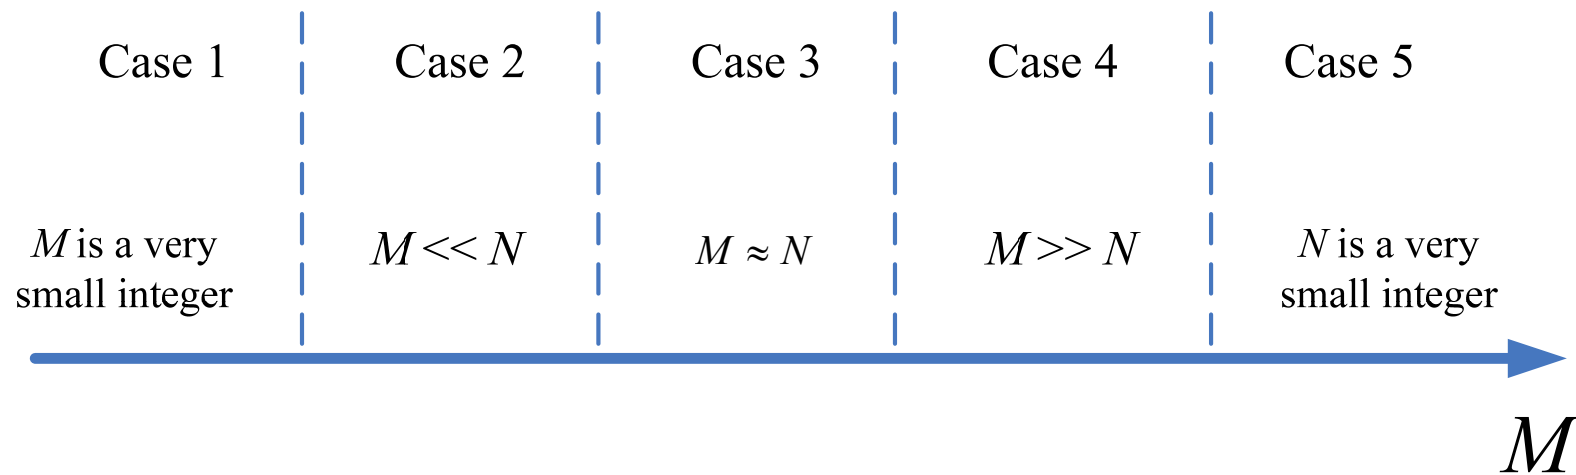 Case 1
Case 2
Case 3
Case 4
Case 5
M is a very
small integer
M << N
M ≈ N
M >> N
N is a very
small integer
M